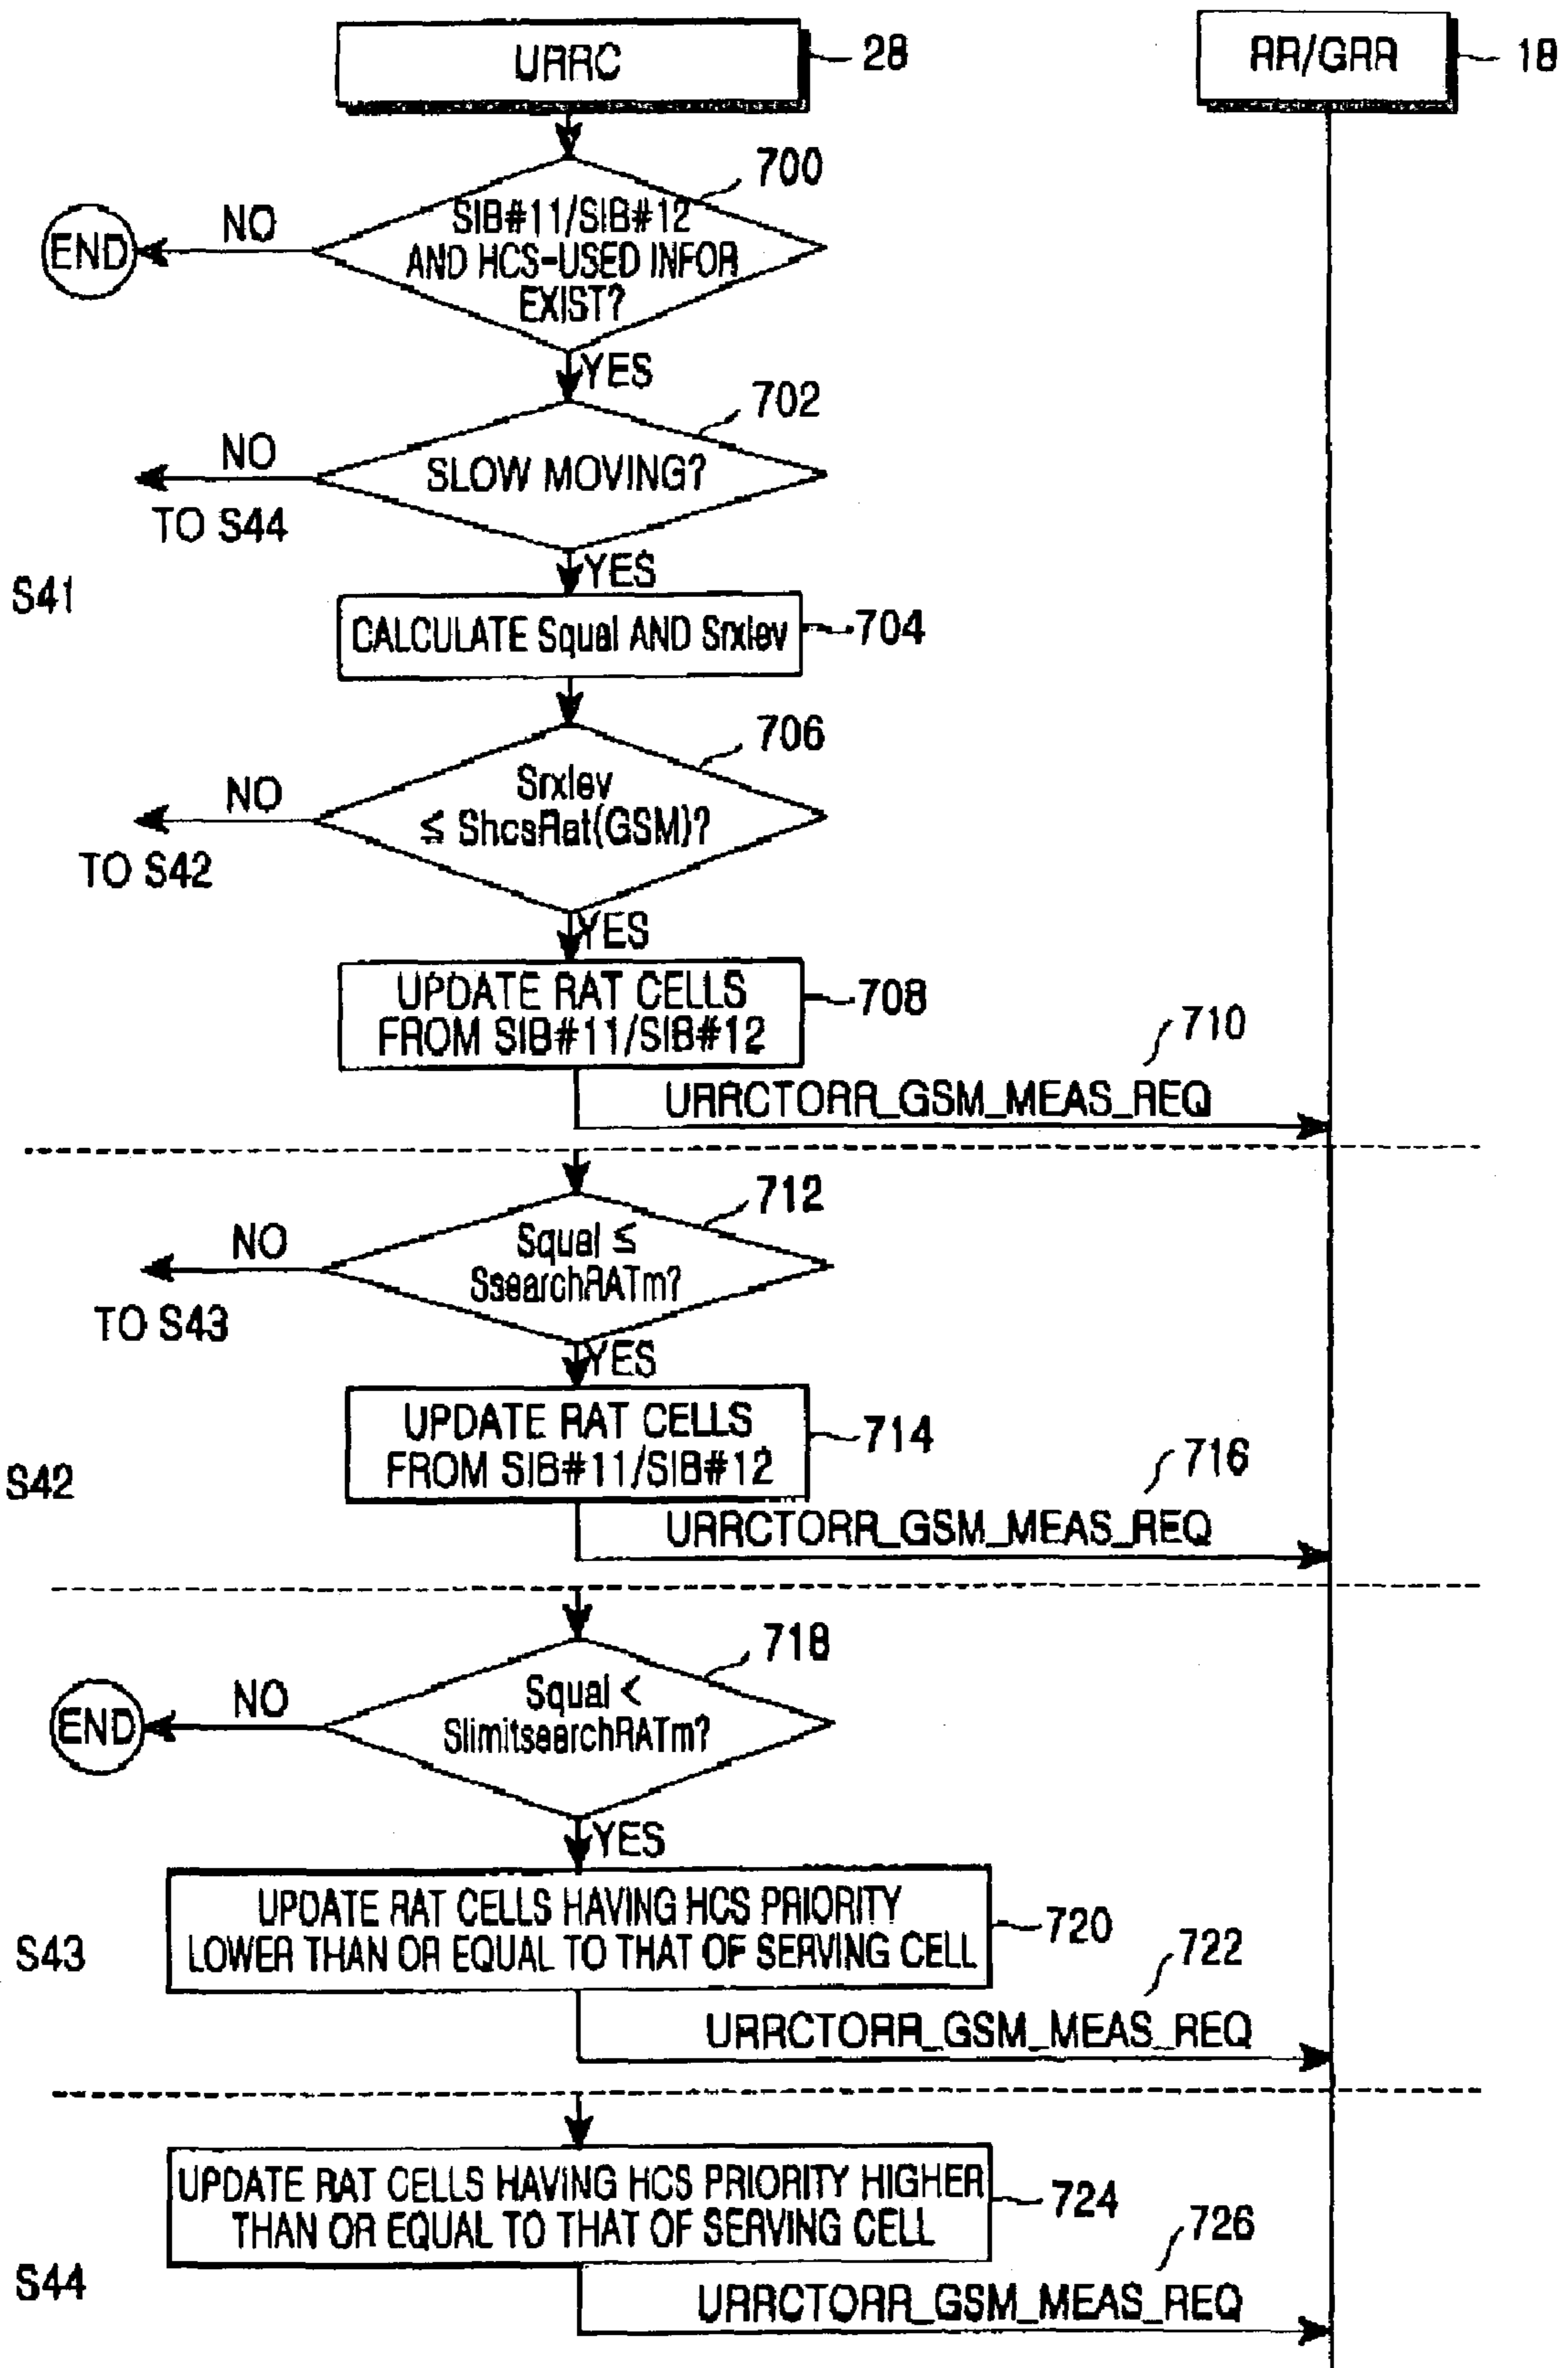 URRC
28
RR/GRR
18
700
SIB#11/SIB#12
AND HCS-USED INFOR
EXIST?
NO
END
YES
702
SLOW MOVING?
NO
TO S44
YES
S41
CALCULATE Squal AND Srxlev
704
706
Srxlev
≦ ShcsRat(GSM)?
NO
TO S42
YES
UPDATE RAT CELLS
FROM SIB#11/SIB#12
708
710
URRCTORR_GSM_MEAS_REQ
712
Squal ≤
SsearchRATm?
NO
TO S43
YES
UPDATE RAT CELLS
FROM SIB#11/SIB#12
714
S42
716
URRCTORR_GSM_MEAS_REQ
718
Squal <
SlimitsearchRATm?
NO
END
YES
UPDATE RAT CELLS HAVING HCS PRIORITY
LOWER THAN OR EQUAL TO THAT OF SERVING CELL
720
S43
722
URRCTORR_GSM_MEAS_REQ
UPDATE RAT CELLS HAVING HCS PRIORITY HIGHER
THAN OR EQUAL TO THAT OF SERVING CELL
724
S44
726
URRCTORR_GSM_MEAS_REQ